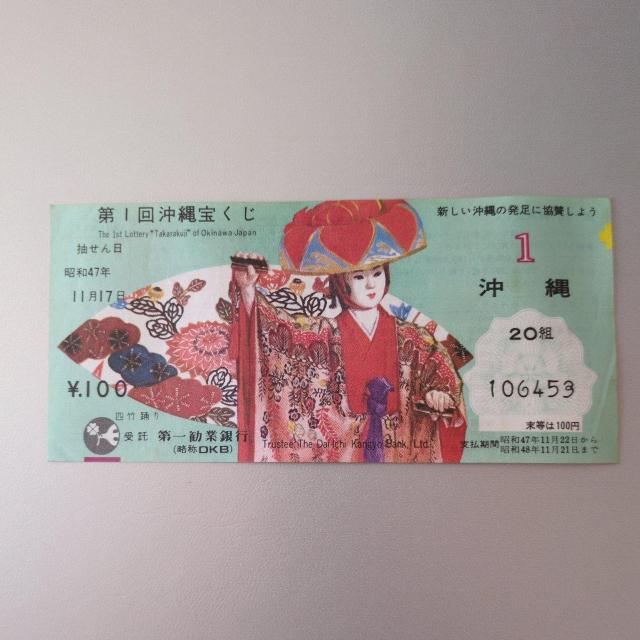 第1回沖縄宝くじ
The 1st Lottery "Takarakuji" of Okinawa Japan
抽せん日
昭和47年
11月17日
¥.100
四竹踊り
受託 第一勧業銀行
(略称DKB)
Trustee: The Dai-Ichi Kangyo Bank, Ltd.
新しい沖縄の発足に協賛しよう
1
沖縄
20組
106453
末等は100円
支払期間 昭和47年11月22日から
昭和48年11月21日まで